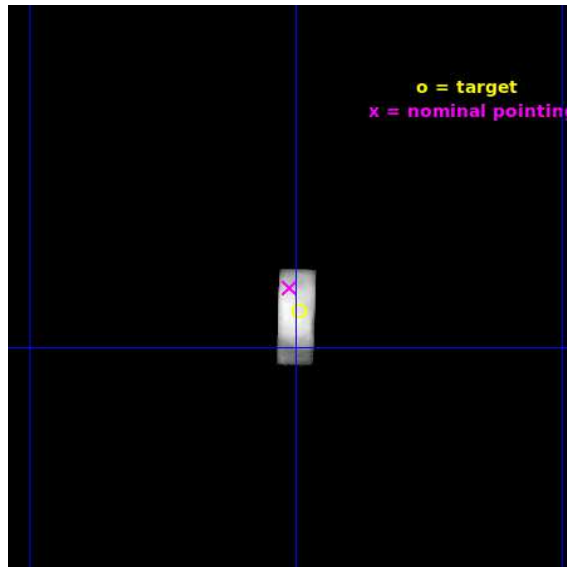 o = target
x = nominal pointing